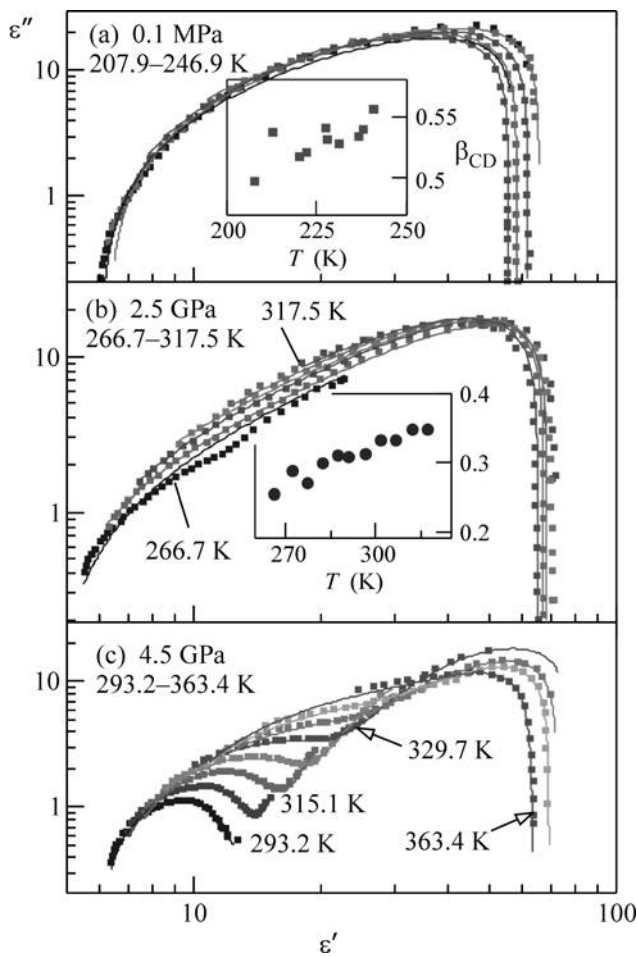 ε″
(a) 0.1 MPa
207.9–246.9 K
10
1
0.55
β_CD
0.5
200 225 250
T (K)
(b) 2.5 GPa
266.7–317.5 K
317.5 K
10
1
0.4
0.3
0.2
266.7 K
270 300
T (K)
(c) 4.5 GPa
293.2–363.4 K
10
1
329.7 K
315.1 K
293.2 K
363.4 K
10 100
ε′